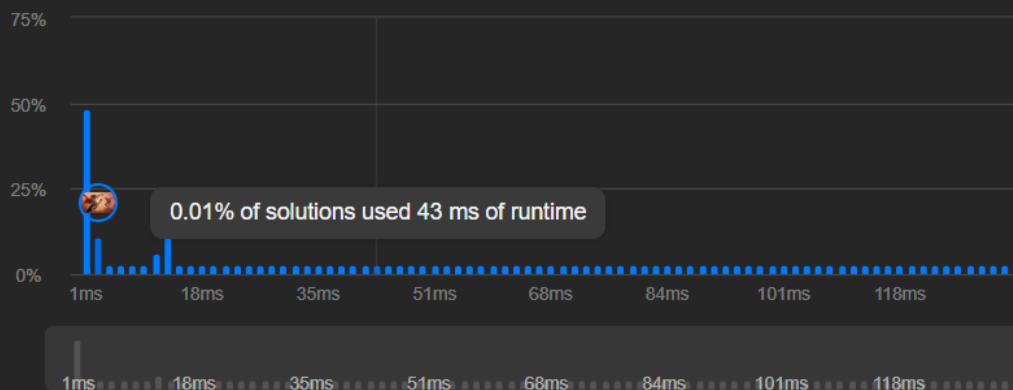 75%
50%
25%
0.01% of solutions used 43 ms of runtime
0%
1ms 18ms 35ms 51ms 68ms 84ms 101ms 118ms
1ms 18ms 35ms 51ms 68ms 84ms 101ms 118ms